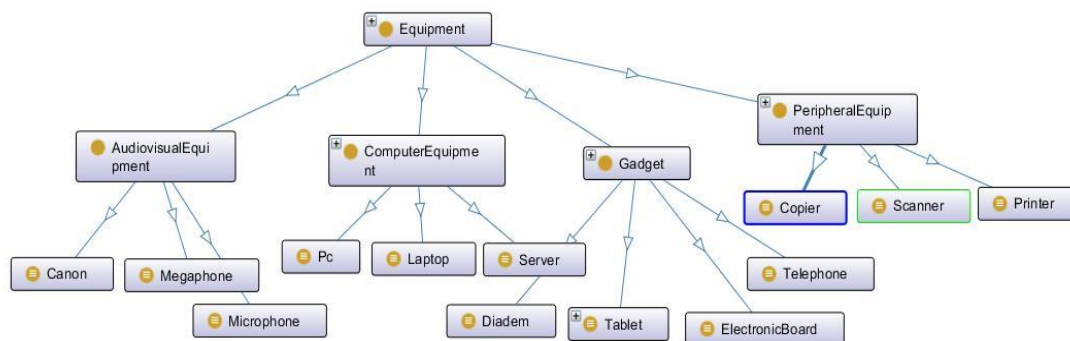 Equipment
AudiovisualEqui
pment
ComputerEquipme
nt
Gadget
PeripheralEquip
ment
Copier
Scanner
Printer
Canon
Megaphone
Pc
Laptop
Server
Telephone
Microphone
Diadem
Tablet
ElectronicBoard